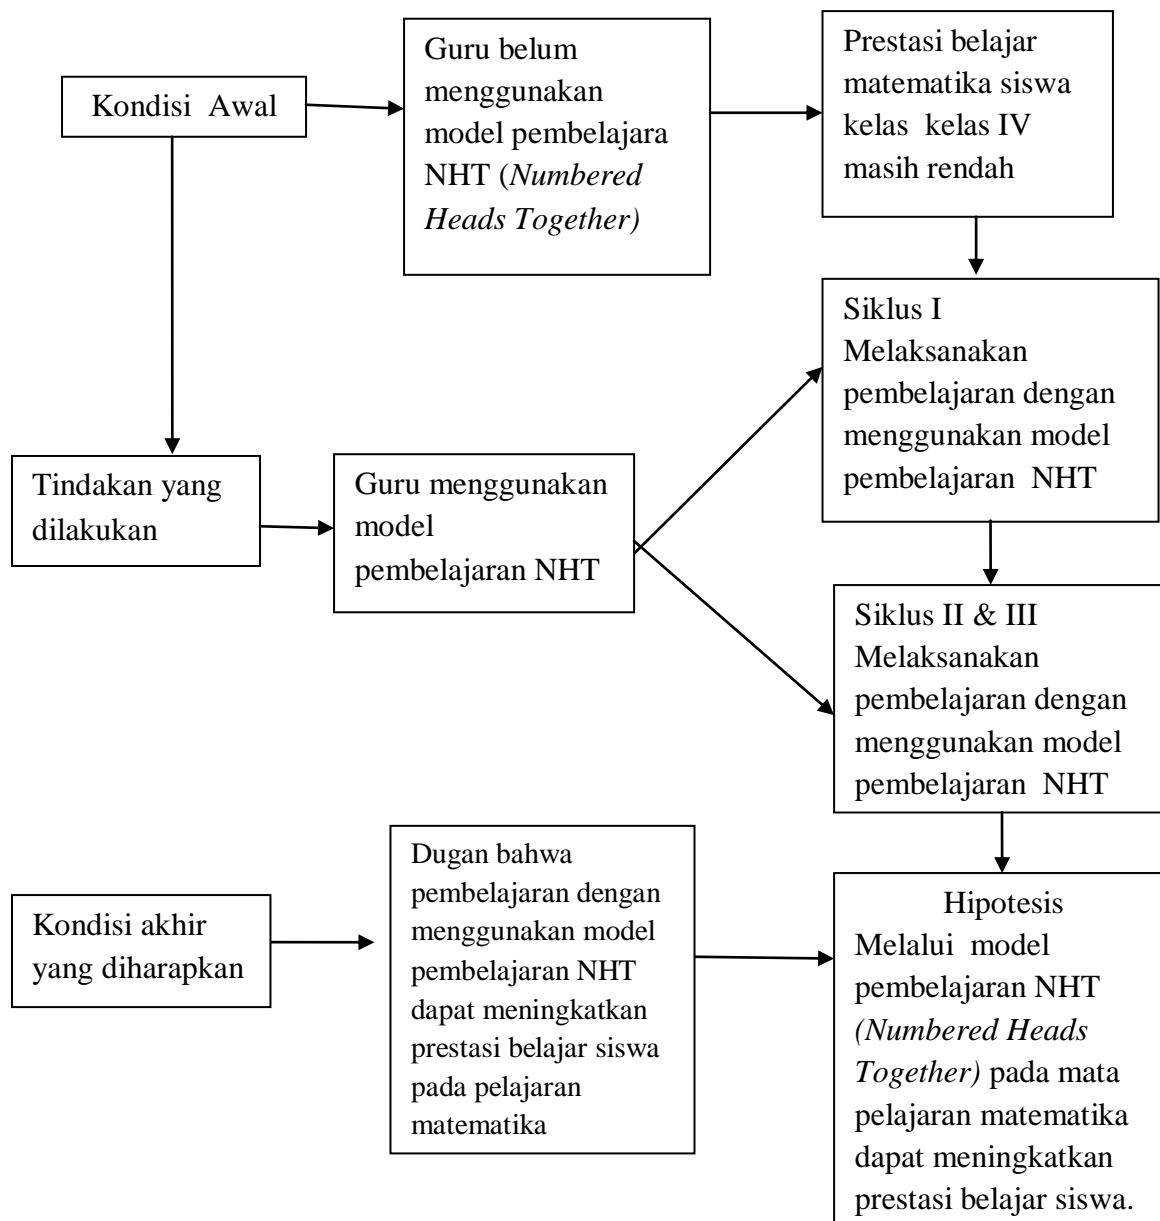 Kondisi Awal
Guru belum
menggunakan
model pembelajara
NHT (Numbered
Heads Together)
Prestasi belajar
matematika siswa
kelas kelas IV
masih rendah
Siklus I
Melaksanakan
pembelajaran dengan
menggunakan model
pembelajaran NHT
Tindakan yang
dilakukan
Guru menggunakan
model
pembelajaran NHT
Siklus II & III
Melaksanakan
pembelajaran dengan
menggunakan model
pembelajaran NHT
Kondisi akhir
yang diharapkan
Dugan bahwa
pembelajaran dengan
menggunakan model
pembelajaran NHT
dapat meningkatkan
prestasi belajar siswa
pada pelajaran
matematika
Hipotesis
Melalui model
pembelajaran NHT
(Numbered Heads
Together) pada mata
pelajaran matematika
dapat meningkatkan
prestasi belajar siswa.